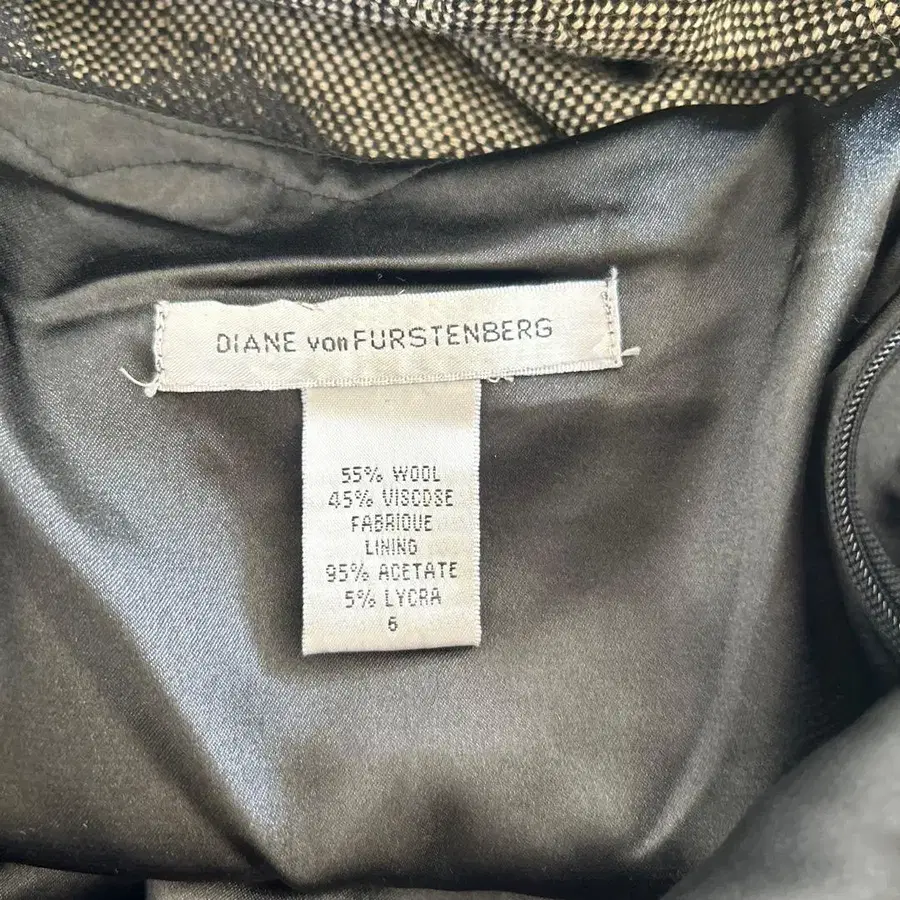 DIANE von FURSTENBERG
55% WOOL
45% VISCOSE
FABRIQUE
LINING
95% ACETATE
5% LYCRA
6